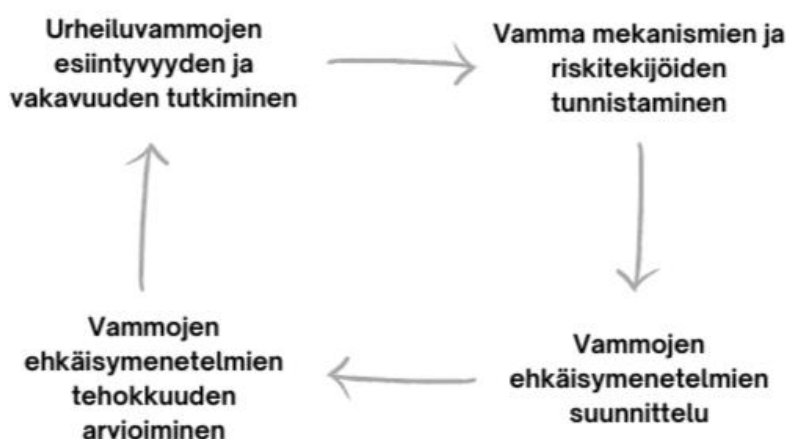 Urheiluvammojen
esiintyvyyden ja
vakavuuden tutkiminen
Vamma mekanismien ja
riskitekijöiden
tunnistaminen
Vammojen
ehkäisymenetelmien
suunnittelu
Vammojen
ehkäisymenetelmien
tehokkuuden
arvioiminen